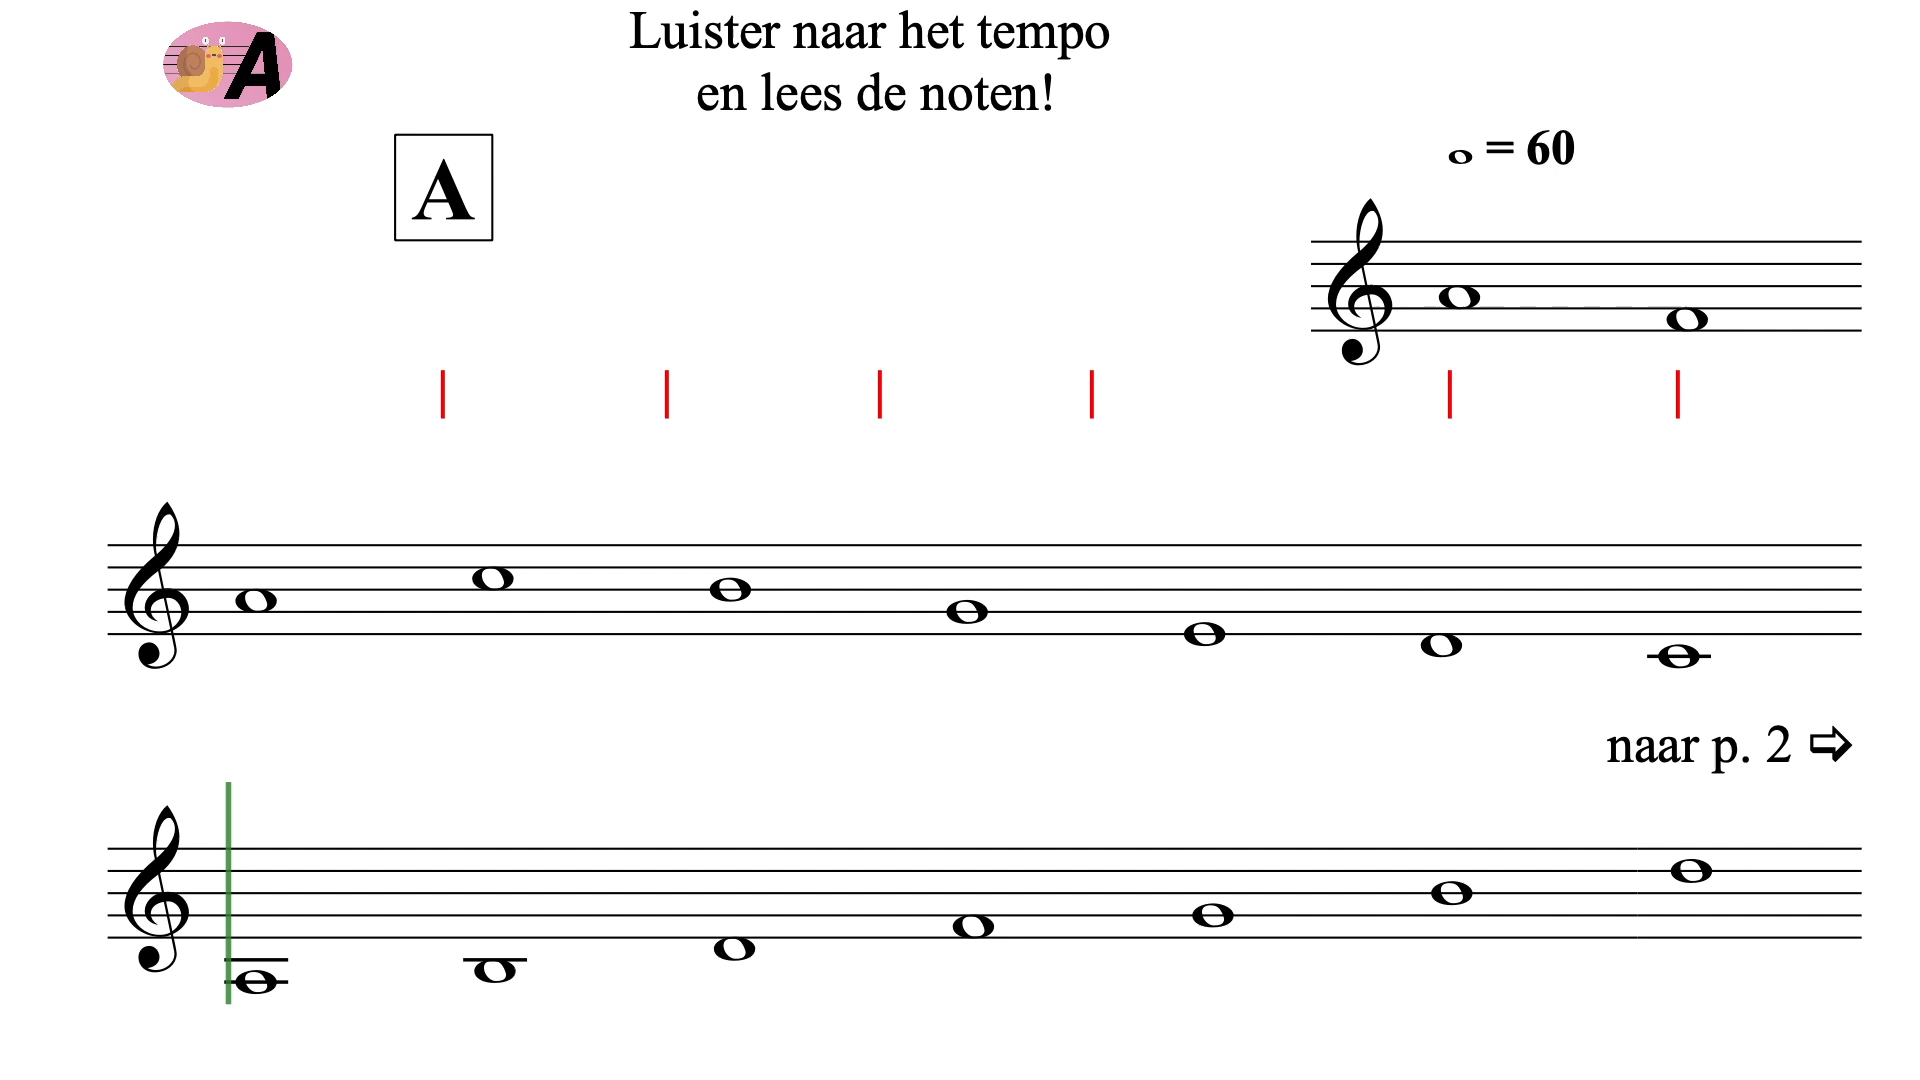 A
Luister naar het tempo
en lees de noten!
A
= 60
naar p. 2 ⇨